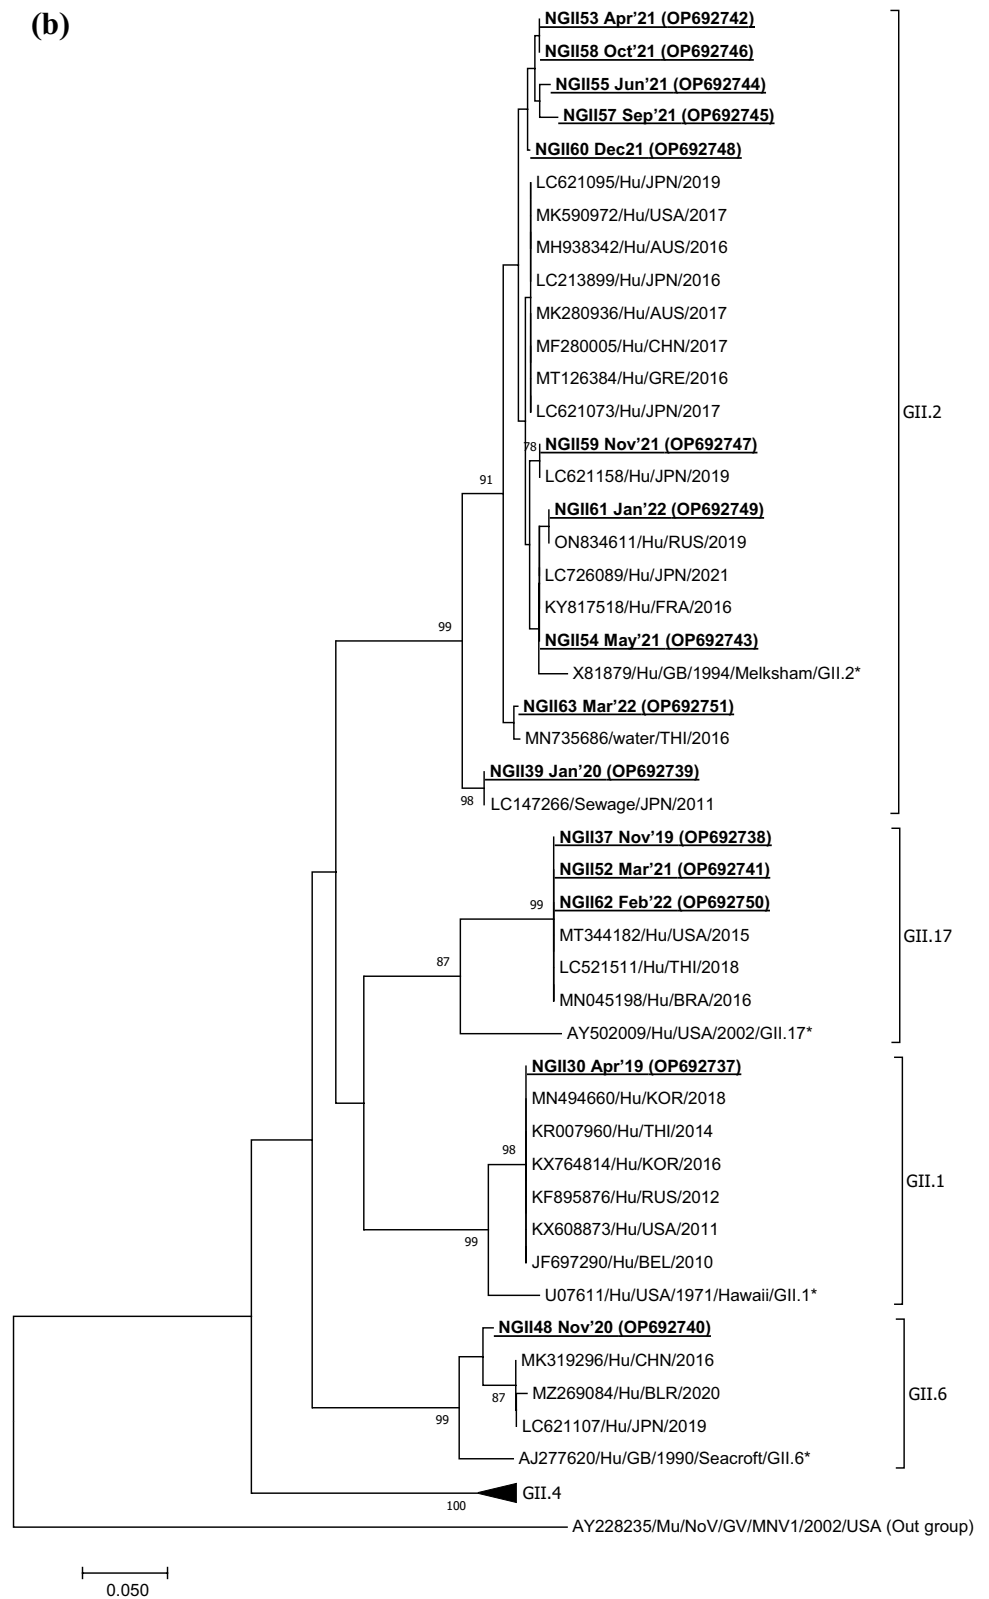 (b)
NGII53 Apr’21 (OP692742)
NGII58 Oct’21 (OP692746)
NGII55 Jun’21 (OP692744)
NGII57 Sep’21 (OP692745)
NGII60 Dec21 (OP692748)
LC621095/Hu/JPN/2019
MK590972/Hu/USA/2017
MH938342/Hu/AUS/2016
LC213899/Hu/JPN/2016
MK280936/Hu/AUS/2017
MF280005/Hu/CHN/2017
MT126384/Hu/GRE/2016
LC621073/Hu/JPN/2017
GII.2
78
NGII59 Nov’21 (OP692747)
LC621158/Hu/JPN/2019
91
NGII61 Jan’22 (OP692749)
ON834611/Hu/RUS/2019
LC726089/Hu/JPN/2021
KY817518/Hu/FRA/2016
99
NGII54 May’21 (OP692743)
X81879/Hu/GB/1994/Melksham/GII.2*
NGII63 Mar’22 (OP692751)
MN735686/water/THI/2016
NGII39 Jan’20 (OP692739)
98
LC147266/Sewage/JPN/2011
NGII37 Nov’19 (OP692738)
NGII52 Mar’21 (OP692741)
99
NGII62 Feb’22 (OP692750)
MT344182/Hu/USA/2015
GII.17
87
LC521511/Hu/THI/2018
MN045198/Hu/BRA/2016
AY502009/Hu/USA/2002/GII.17*
NGII30 Apr’19 (OP692737)
MN494660/Hu/KOR/2018
KR007960/Hu/THI/2014
98
KX764814/Hu/KOR/2016
GII.1
KF895876/Hu/RUS/2012
KX608873/Hu/USA/2011
99
JF697290/Hu/BEL/2010
U07611/Hu/USA/1971/Hawaii/GII.1*
NGII48 Nov’20 (OP692740)
MK319296/Hu/CHN/2016
87
MZ269084/Hu/BLR/2020
GII.6
99
LC621107/Hu/JPN/2019
AJ277620/Hu/GB/1990/Seacroft/GII.6*
GII.4
100
AY228235/Mu/NoV/GV/MNV1/2002/USA (Out group)
0.050